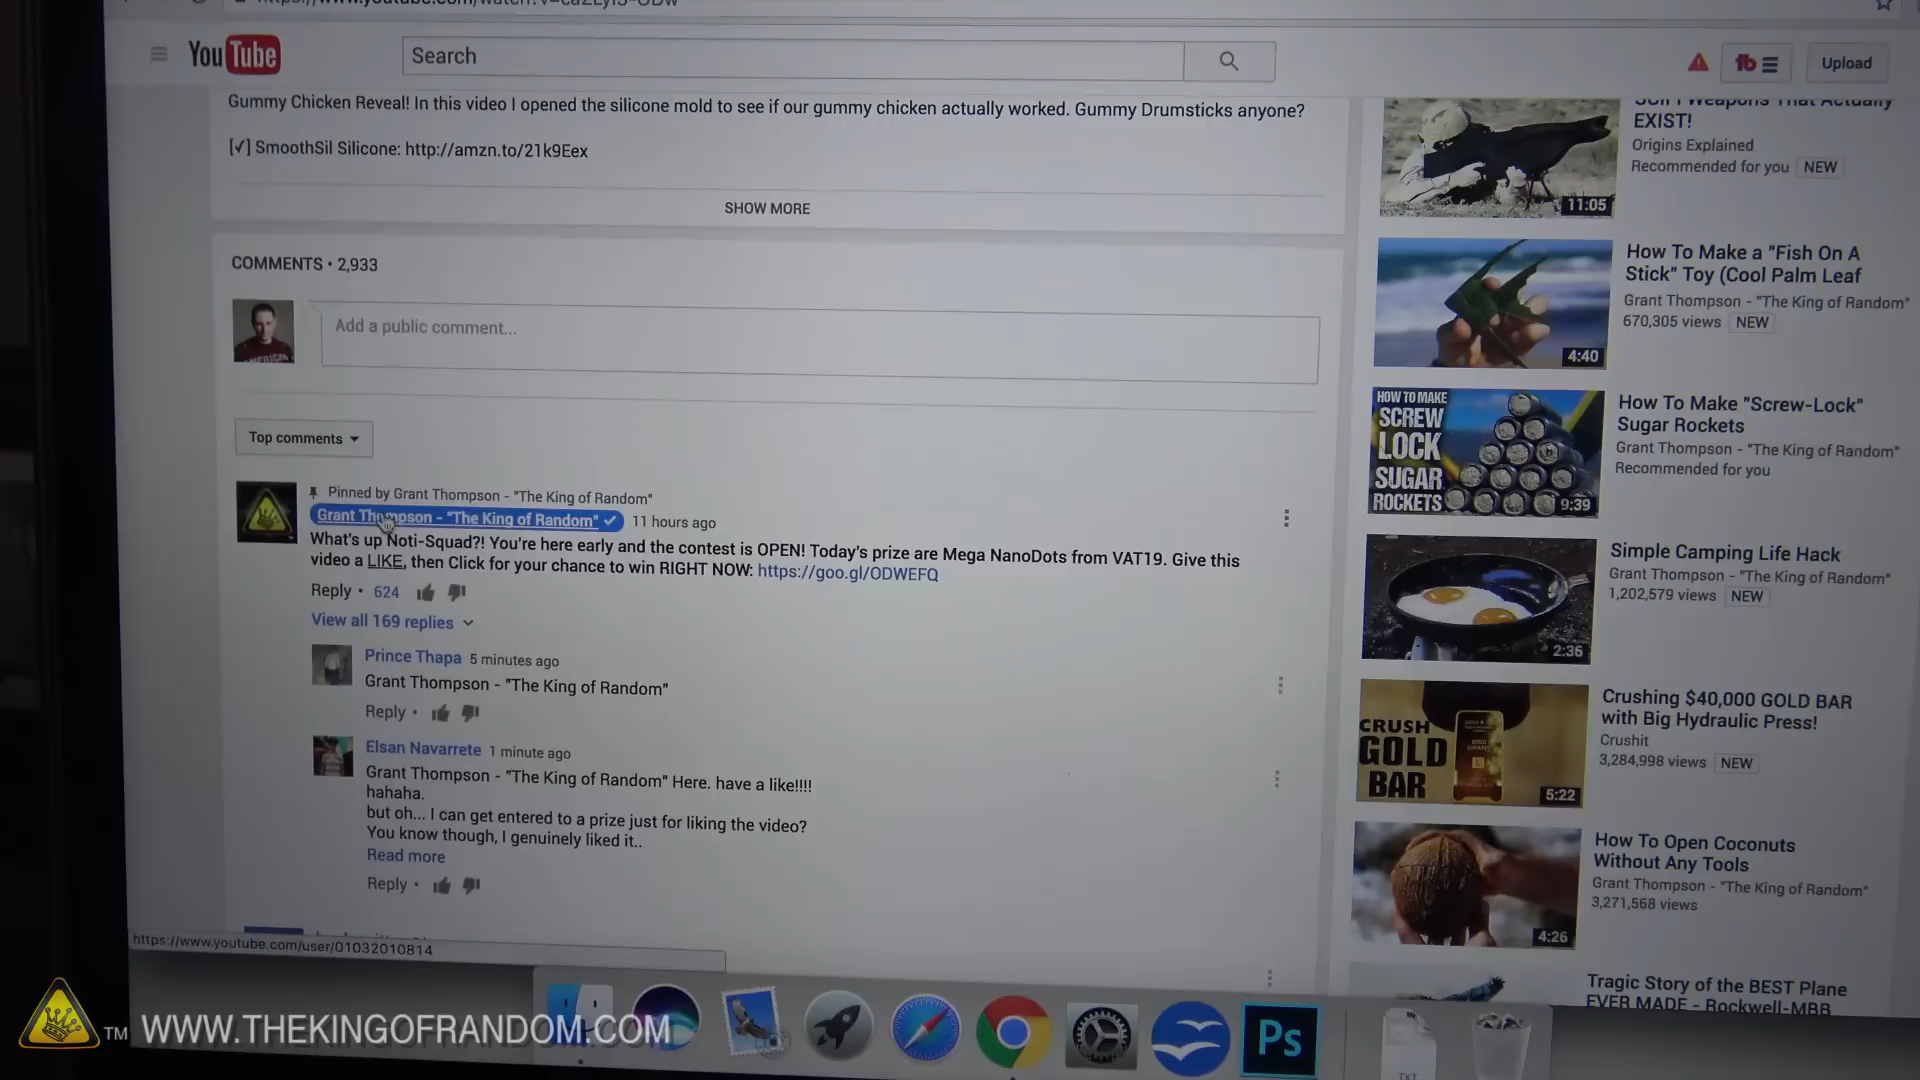 YouTube
Search
Upload
Gummy Chicken Reveal! In this video I opened the silicone mold to see if our gummy chicken actually worked. Gummy Drumsticks anyone?
[√] SmoothSil Silicone: http://amzn.to/21k9Eex
SHOW MORE
COMMENTS • 2,933
Add a public comment...
Top comments
Pinned by Grant Thompson - "The King of Random"
Grant Thompson - "The King of Random" 11 hours ago
What's up Noti-Squad?! You're here early and the contest is OPEN! Today's prize are Mega NanoDots from VAT19. Give this
video a LIKE, then Click for your chance to win RIGHT NOW: https://goo.gl/ODWEFQ
Reply • 624
View all 169 replies
Prince Thapa 5 minutes ago
Grant Thompson - "The King of Random"
Reply •
Elsan Navarrete 1 minute ago
Grant Thompson - "The King of Random" Here. have a like!!!!
hahaha.
but oh... I can get entered to a prize just for liking the video?
You know though, I genuinely liked it..
Read more
Reply •
https://www.youtube.com/user/01032010814
EXIST!
Origins Explained
Recommended for you NEW
11:05
How To Make a "Fish On A
Stick" Toy (Cool Palm Leaf
Grant Thompson - "The King of Random"
670,305 views NEW
4:40
HOW TO MAKE
SCREW
LOCK
SUGAR
ROCKETS
9:39
How To Make "Screw-Lock"
Sugar Rockets
Grant Thompson - "The King of Random"
Recommended for you
Simple Camping Life Hack
Grant Thompson - "The King of Random"
1,202,579 views NEW
2:36
CRUSH
GOLD
BAR
5:22
Crushing $40,000 GOLD BAR
with Big Hydraulic Press!
Crushit
3,284,998 views NEW
How To Open Coconuts
Without Any Tools
Grant Thompson - "The King of Random"
3,271,568 views
4:26
Tragic Story of the BEST Plane
EVER MADE - Rockwell-MBB
Ps
TXT
TM WWW.THEKINGOFRANDOM.COM